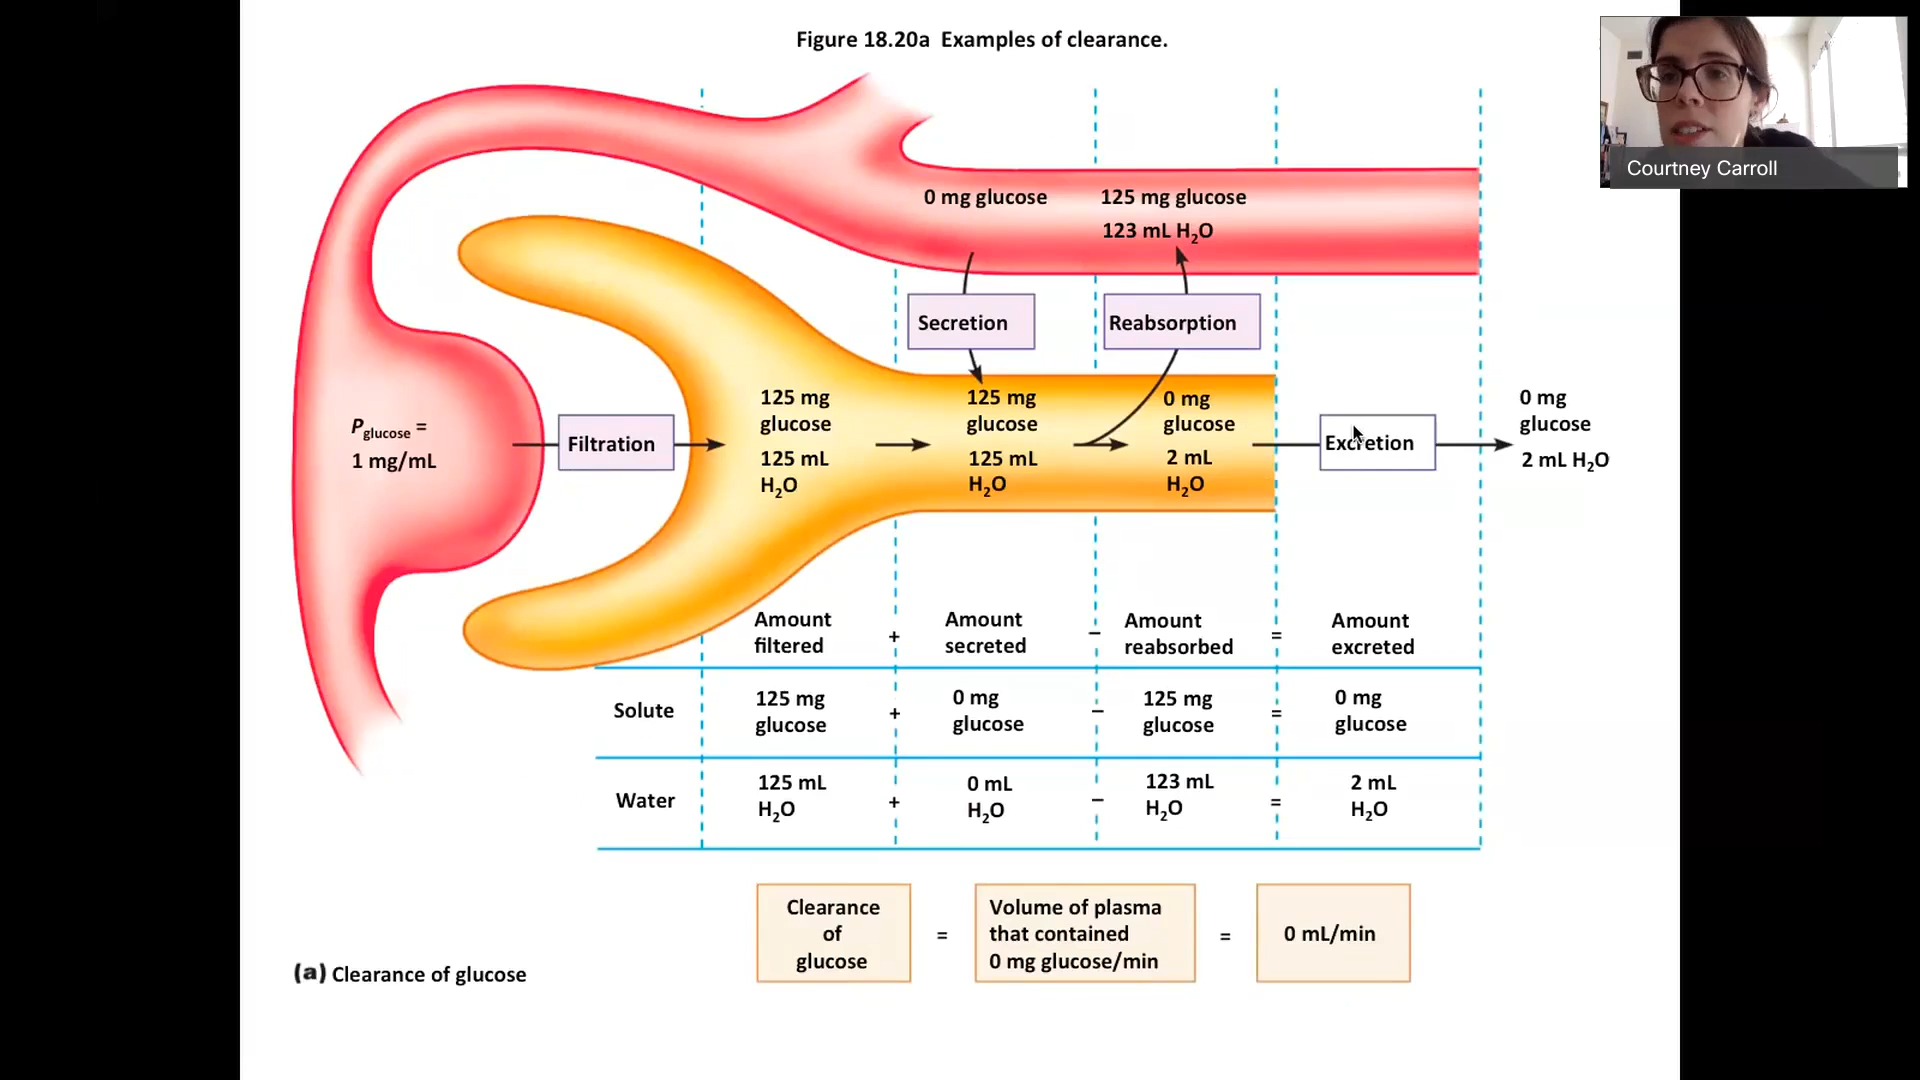 Figure 18.20a Examples of clearance.
Courtney Carroll
0 mg glucose
125 mg glucose
123 mL H₂O
Secretion
Reabsorption
P glucose =
1 mg/mL
Filtration
125 mg
glucose
125 mL
H₂O
125 mg
glucose
125 mL
H₂O
0 mg
glucose
2 mL
H₂O
Excretion
0 mg
glucose
2 mL H₂O
Amount
filtered
+
Amount
secreted
−
Amount
reabsorbed
=
Amount
excreted
Solute
125 mg
glucose
+
0 mg
glucose
−
125 mg
glucose
=
0 mg
glucose
Water
125 mL
H₂O
+
0 mL
H₂O
−
123 mL
H₂O
=
2 mL
H₂O
Clearance
of
glucose
=
Volume of plasma
that contained
0 mg glucose/min
=
0 mL/min
(a) Clearance of glucose